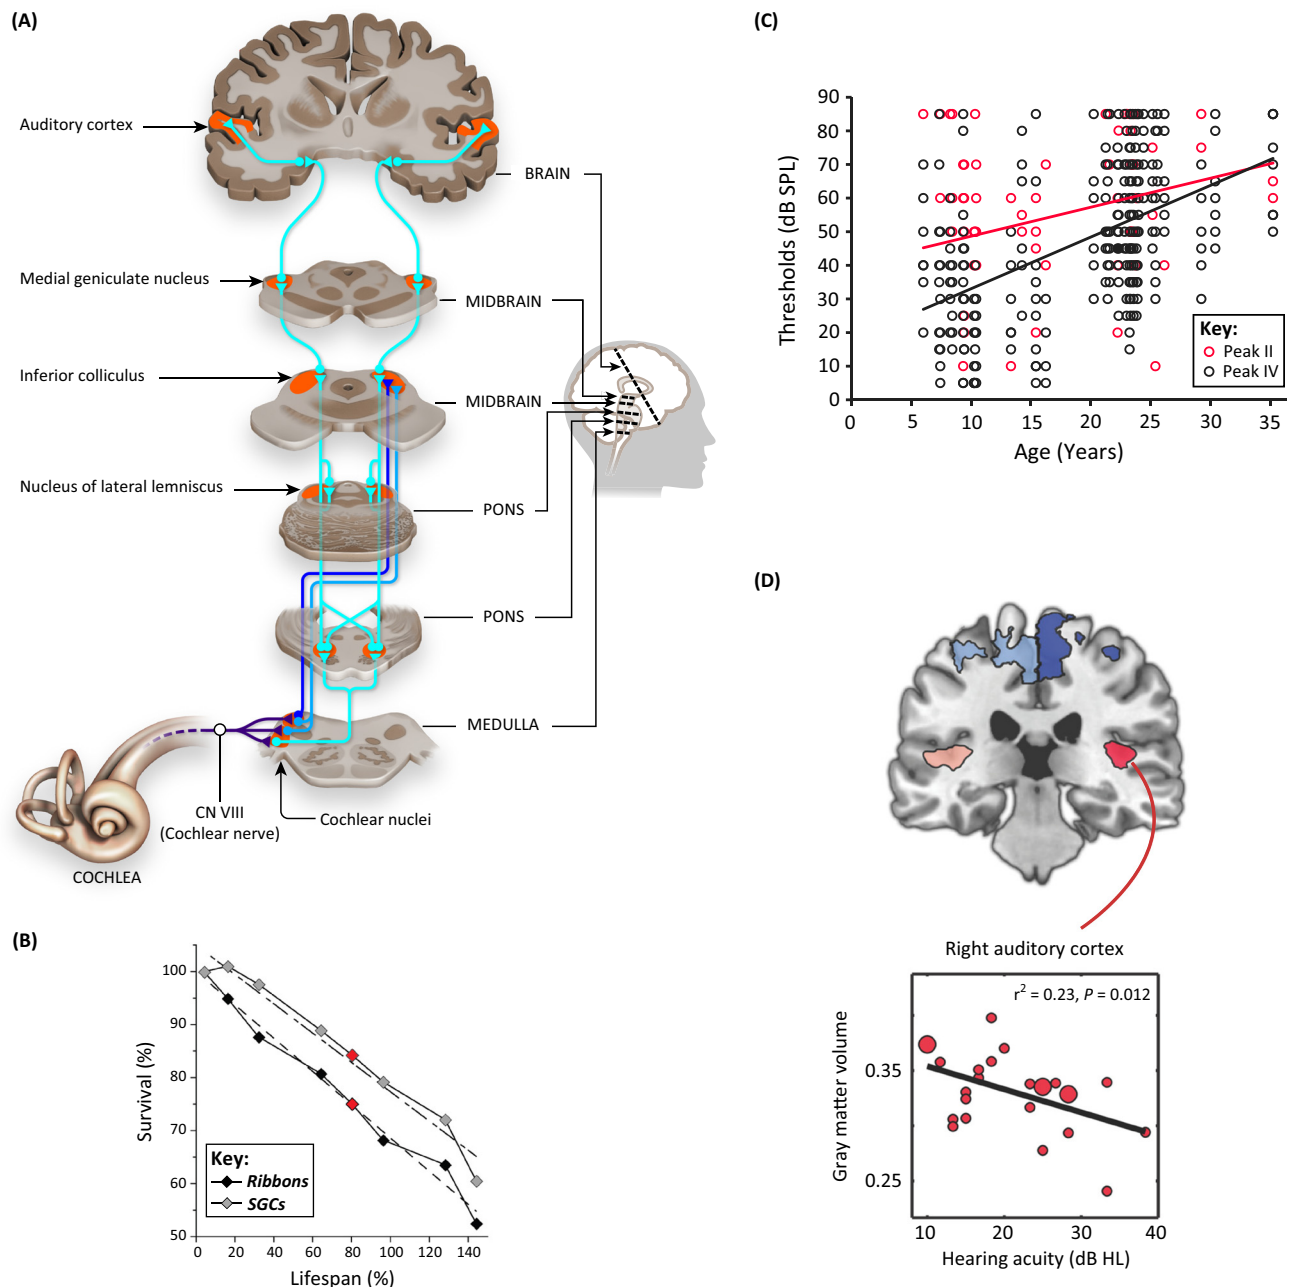 (A)
Auditory cortex
BRAIN
Medial geniculate nucleus
MIDBRAIN
Inferior colliculus
MIDBRAIN
Nucleus of lateral lemniscus
PONS
PONS
MEDULLA
CN VIII
(Cochlear nerve)
Cochlear nuclei
COCHLEA
(B)
Survival (%)
100
90
80
70
60
50
Key:
Ribbons
SGCs
0 20 40 60 80 100 120 140
Lifespan (%)
(C)
Thresholds (dB SPL)
90
80
70
60
50
40
30
20
10
0
Key:
Peak II
Peak IV
0 5 10 15 20 25 30 35
Age (Years)
(D)
Right auditory cortex
r² = 0.23, P = 0.012
Gray matter volume
0.35
0.25
10 20 30 40
Hearing acuity (dB HL)